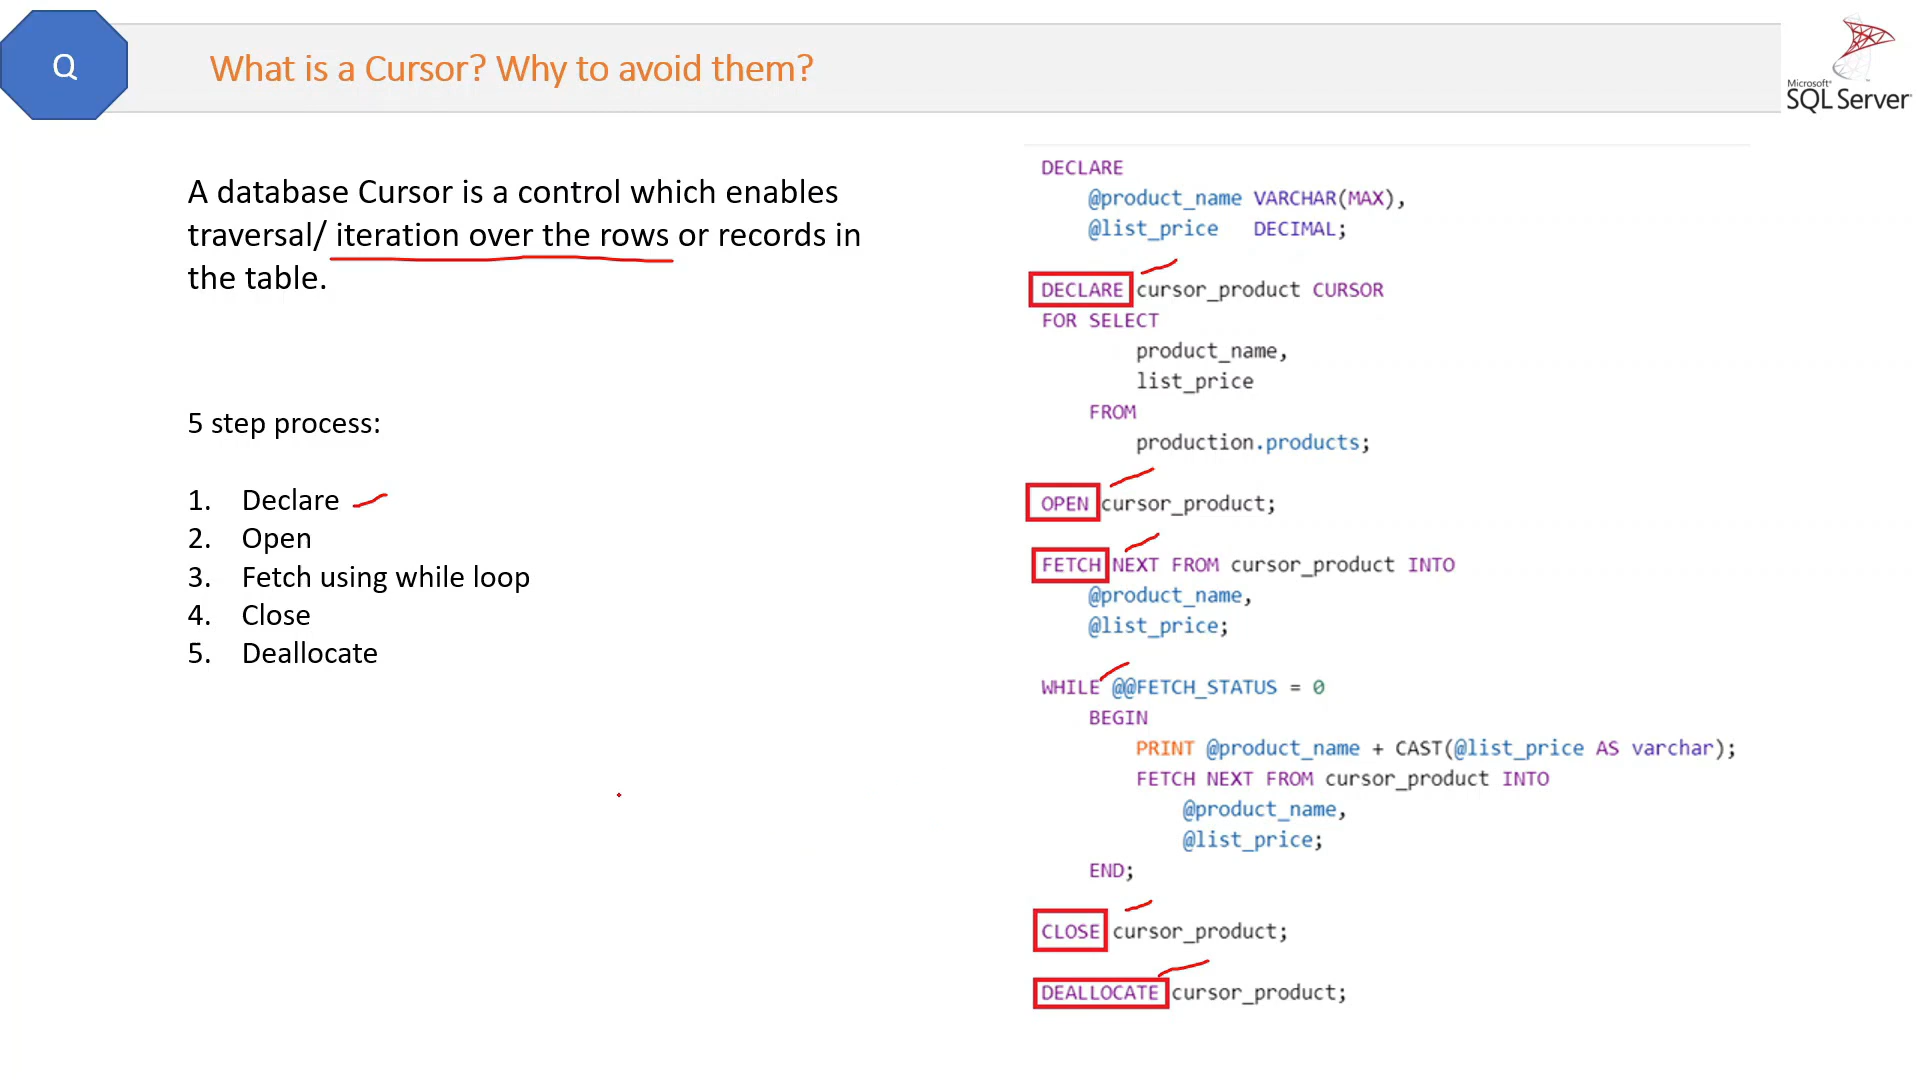 Q
What is a Cursor? Why to avoid them?
Microsoft®
SQL Server
A database Cursor is a control which enables
traversal/ iteration over the rows or records in
the table.
5 step process:
1. Declare
2. Open
3. Fetch using while loop
4. Close
5. Deallocate
DECLARE
@product_name VARCHAR(MAX),
@list_price DECIMAL;
DECLARE cursor_product CURSOR
FOR SELECT
product_name,
list_price
FROM
production.products;
OPEN cursor_product;
FETCH NEXT FROM cursor_product INTO
@product_name,
@list_price;
WHILE @@FETCH_STATUS = 0
BEGIN
PRINT @product_name + CAST(@list_price AS varchar);
FETCH NEXT FROM cursor_product INTO
@product_name,
@list_price;
END;
CLOSE cursor_product;
DEALLOCATE cursor_product;